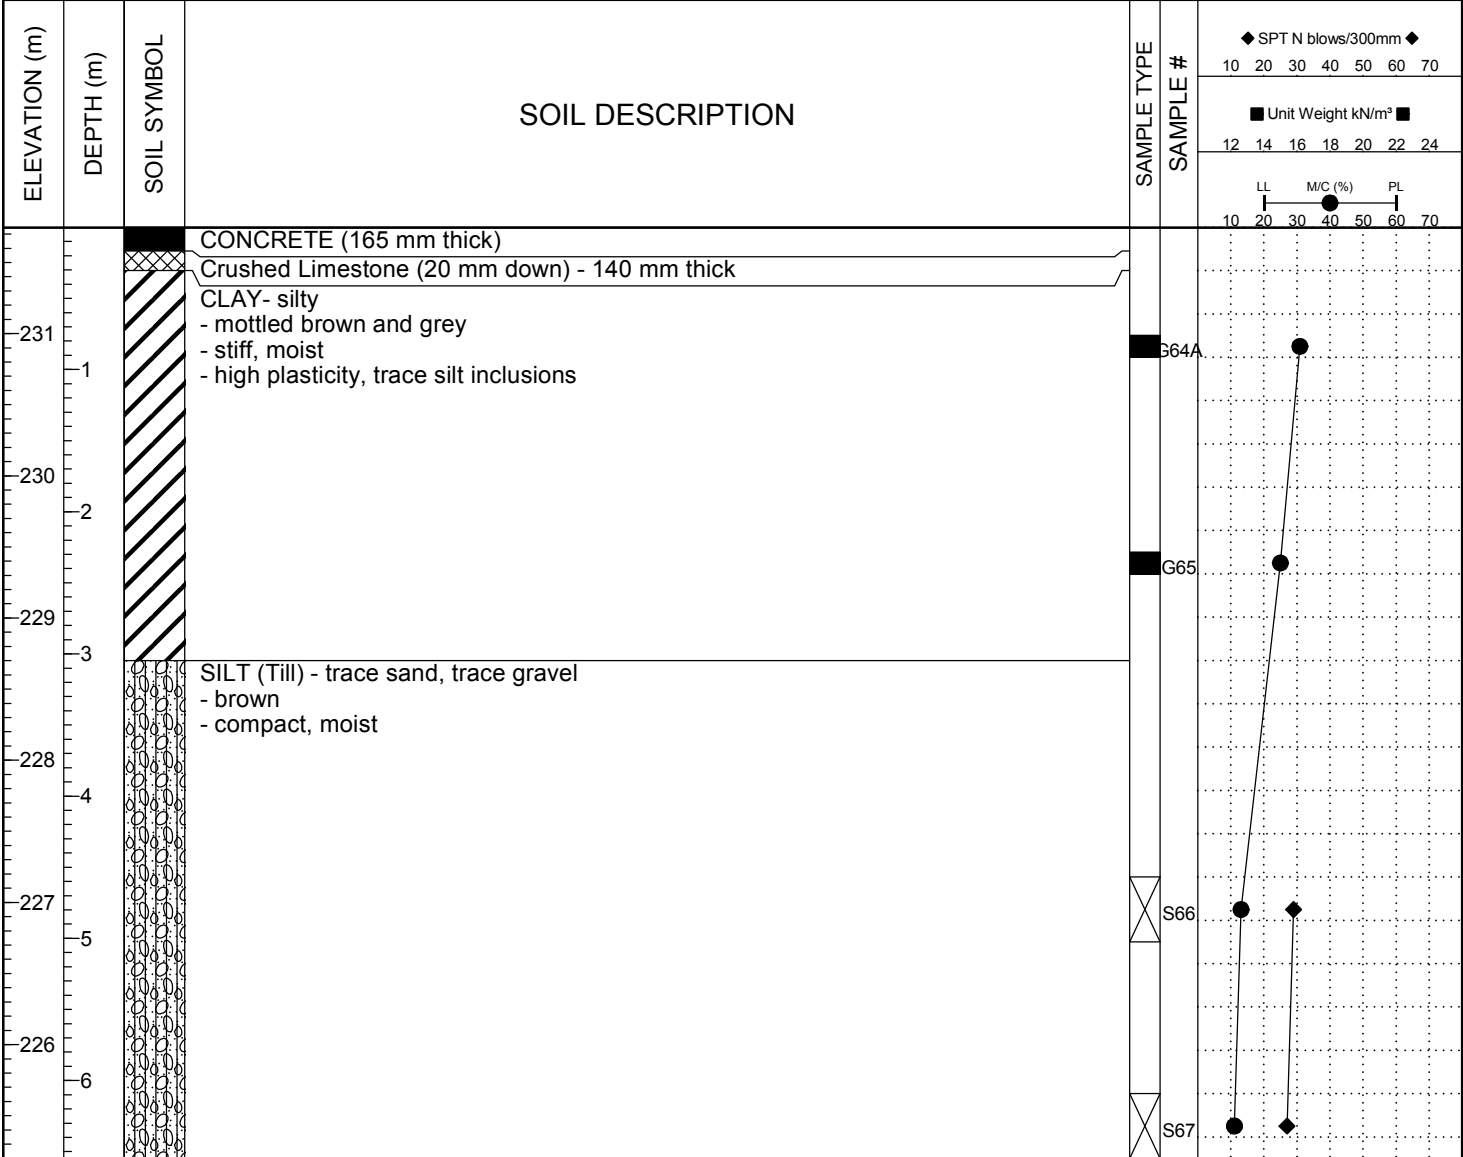 ELEVATION (m)
DEPTH (m)
SOIL SYMBOL
SOIL DESCRIPTION
SAMPLE TYPE
SAMPLE #
◆ SPT N blows/300mm ◆
10 20 30 40 50 60 70
■ Unit Weight kN/m³ ■
12 14 16 18 20 22 24
LL M/C (%) PL
10 20 30 40 50 60 70
CONCRETE (165 mm thick)
Crushed Limestone (20 mm down) - 140 mm thick
CLAY- silty
- mottled brown and grey
- stiff, moist
- high plasticity, trace silt inclusions
231
G64A
1
230
2
G65
229
3
SILT (Till) - trace sand, trace gravel
- brown
- compact, moist
228
4
227
S66
5
226
6
S67